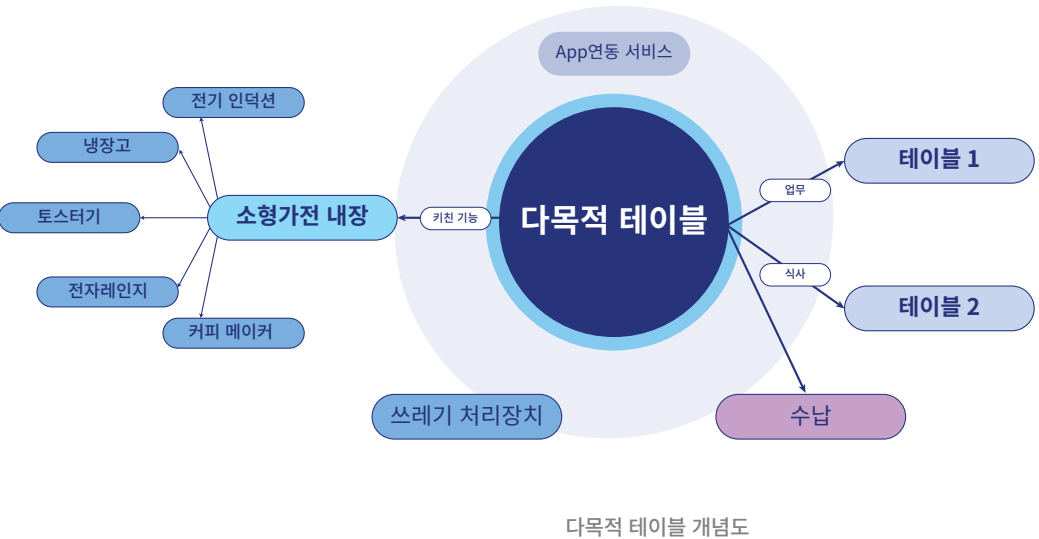 App연동 서비스
전기 인덕션
냉장고
토스터기
전자레인지
커피 메이커
소형가전 내장
키친 기능
다목적 테이블
업무
식사
테이블 1
테이블 2
쓰레기 처리장치
수납
다목적 테이블 개념도